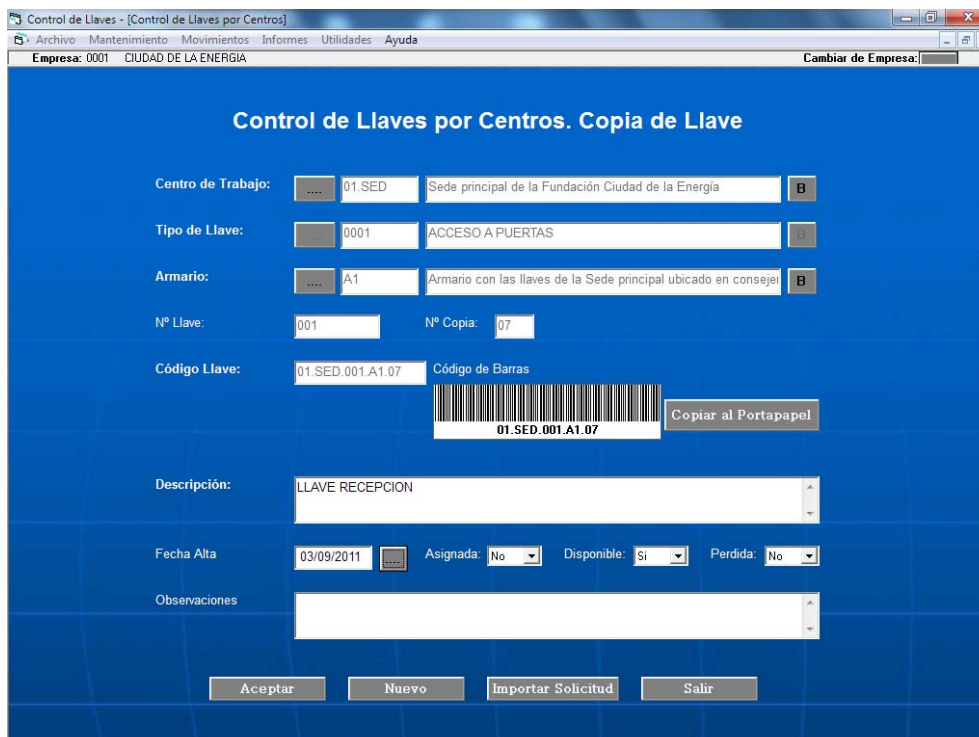 Control de Llaves - [Control de Llaves por Centros]
Archivo Mantenimiento Movimientos Informes Utilidades Ayuda
Empresa: 0001 CIUDAD DE LA ENERGIA Cambiar de Empresa:
Control de Llaves por Centros. Copia de Llave
Centro de Trabajo: .... 01.SED Sede principal de la Fundación Ciudad de la Energía B
Tipo de Llave: .... 0001 ACCESO A PUERTAS B
Armario: .... A1 Armario con las llaves de la Sede principal ubicado en consejer B
Nº Llave: 001 Nº Copia: 07
Código Llave: 01.SED.001.A1.07 Código de Barras
Copiar al Portapapel
01.SED.001.A1.07
Descripción: LLAVE RECEPCION
Fecha Alta 03/09/2011 .... Asignada: No Disponible: Si Perdida: No
Observaciones
Aceptar Nuevo Importar Solicitud Salir